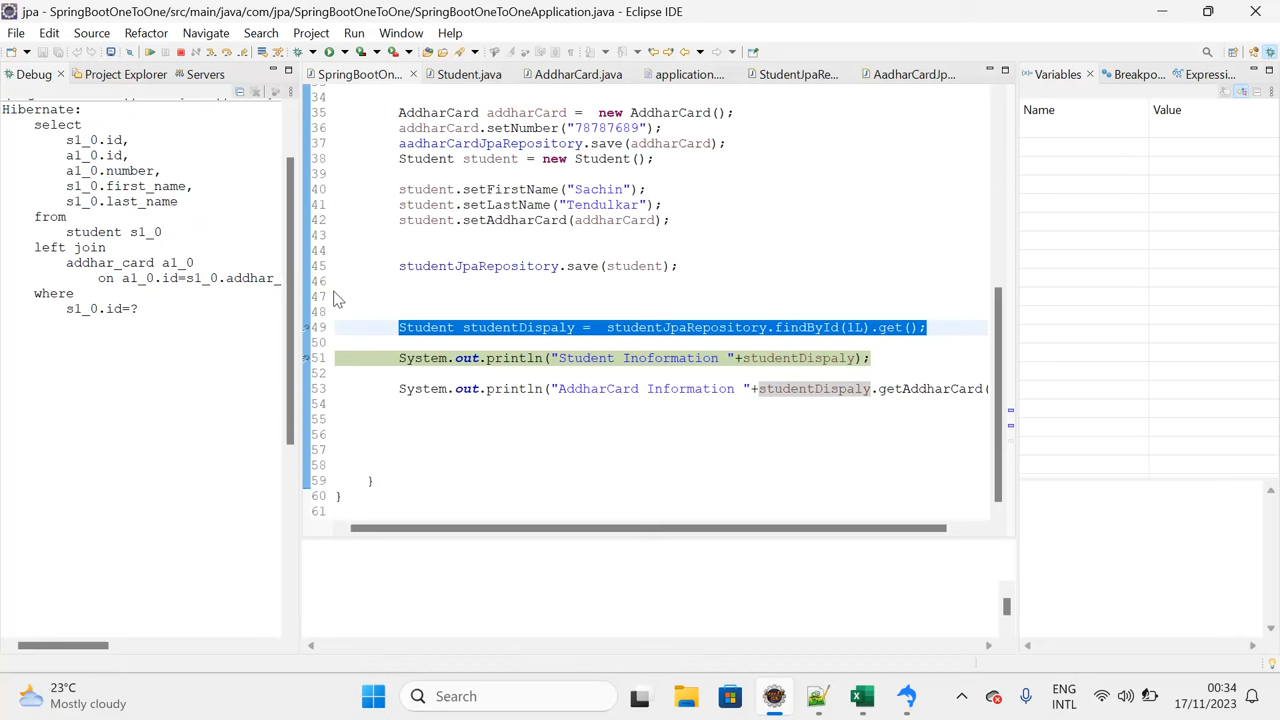 jpa - SpringBootOneToOne/src/main/java/com/jpa/SpringBootOneToOne/SpringBootOneToOneApplication.java - Eclipse IDE
File Edit Source Refactor Navigate Search Project Run Window Help
Debug Project Explorer Servers
SpringBootOn... Student.java AddharCard.java application.... StudentJpaRe... AadharCardJp...
Variables Breakpo... Expressi...
Name Value
Hibernate:
select
s1_0.id,
a1_0.id,
a1_0.number,
s1_0.first_name,
s1_0.last_name
from
student s1_0
left join
addhar_card a1_0
on a1_0.id=s1_0.addhar_
where
s1_0.id=?
34
35 AddharCard addharCard = new AddharCard();
36 addharCard.setNumber("78787689");
37 aadharCardJpaRepository.save(addharCard);
38 Student student = new Student();
39
40 student.setFirstName("Sachin");
41 student.setLastName("Tendulkar");
42 student.setAddharCard(addharCard);
43
44
45 studentJpaRepository.save(student);
46
47
48
49 Student studentDispaly = studentJpaRepository.findById(1L).get();
50
51 System.out.println("Student Inoformation "+studentDispaly);
52
53 System.out.println("AddharCard Information "+studentDispaly.getAddharCard(
54
55
56
57
58
59 }
60 }
61
23°C
Mostly cloudy
Search
ENG
INTL
00:34
17/11/2023